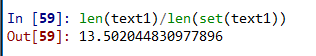 In [59]: len(text1)/len(set(text1))
Out[59]: 13.502044830977896